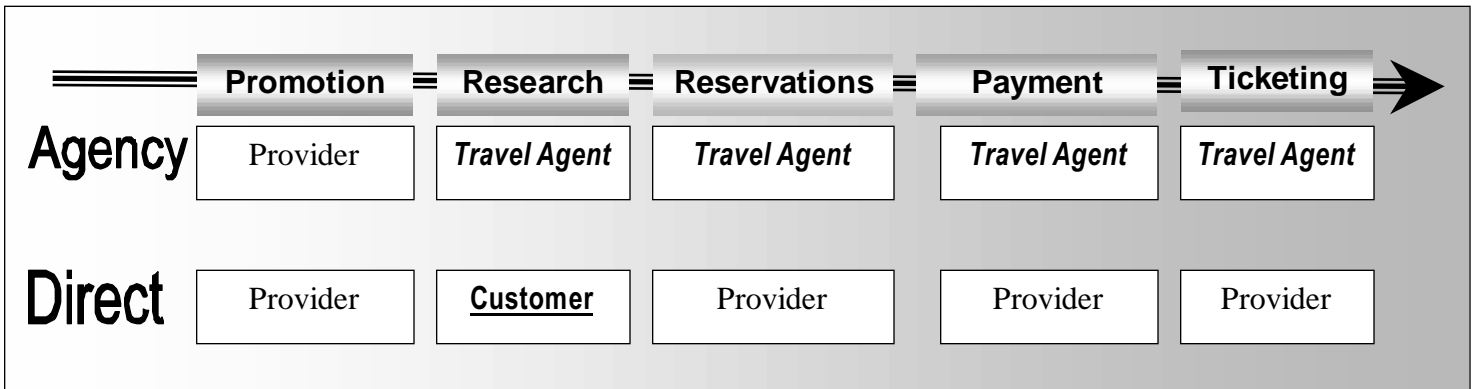 Promotion Research Reservations Payment Ticketing
Agency Provider Travel Agent Travel Agent Travel Agent Travel Agent
Direct Provider Customer Provider Provider Provider